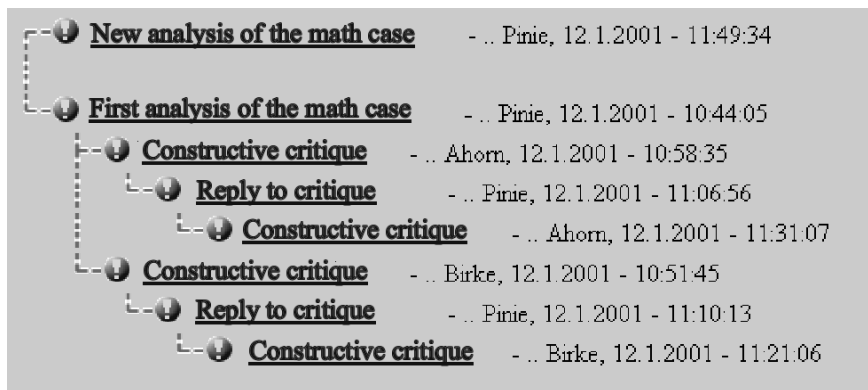 New analysis of the math case - .. Pinie, 12.1.2001 - 11:49:34
First analysis of the math case - .. Pinie, 12.1.2001 - 10:44:05
Constructive critique - .. Ahorn, 12.1.2001 - 10:58:35
Reply to critique - .. Pinie, 12.1.2001 - 11:06:56
Constructive critique - .. Ahorn, 12.1.2001 - 11:31:07
Constructive critique - .. Birke, 12.1.2001 - 10:51:45
Reply to critique - .. Pinie, 12.1.2001 - 11:10:13
Constructive critique - .. Birke, 12.1.2001 - 11:21:06